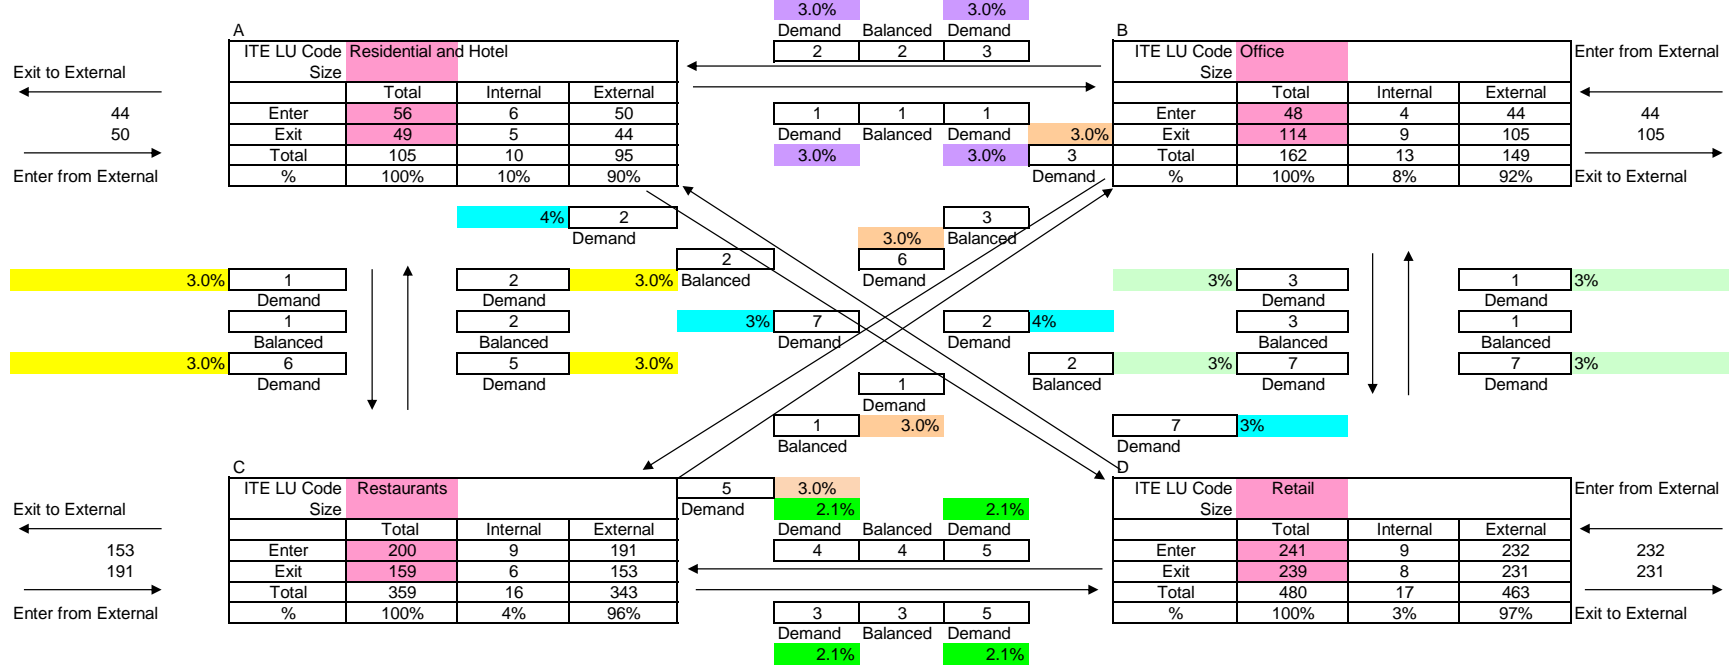 3.0% 3.0%
A Demand Balanced Demand B
ITE LU Code Residential and Hotel 2 2 3 ITE LU Code Office Enter from External
Exit to External Size Size
Total Internal External Total Internal External
44 Enter 56 6 50 1 1 1 Enter 48 4 44 44
50 Exit 49 5 44 Demand Balanced Demand 3.0% Exit 114 9 105 105
Total 105 10 95 3.0% 3.0% 3 Total 162 13 149
Enter from External % 100% 10% 90% Demand % 100% 8% 92% Exit to External
4% 2 3
Demand 3.0% Balanced
2 6
3.0% 1 2 3.0% Balanced Demand 3% 3 1 3%
Demand Demand Demand Demand
1 2 3% 7 2 4% 3 1
Balanced Balanced Demand Demand Balanced Balanced
3.0% 6 5 3.0% 2 3% 7 7 3%
Demand Demand 1 Balanced Demand Demand
Demand
1 3.0% 7 3%
Balanced Demand
C D
ITE LU Code Restaurants 5 3.0% ITE LU Code Retail Enter from External
Exit to External Size Demand 2.1% 2.1% Size
Total Internal External Demand Balanced Demand Total Internal External
153 Enter 200 9 191 4 4 5 Enter 241 9 232 232
191 Exit 159 6 153 Exit 239 8 231 231
Total 359 16 343 Total 480 17 463
Enter from External % 100% 4% 96% 3 3 5 % 100% 3% 97% Exit to External
Demand Balanced Demand
2.1% 2.1%